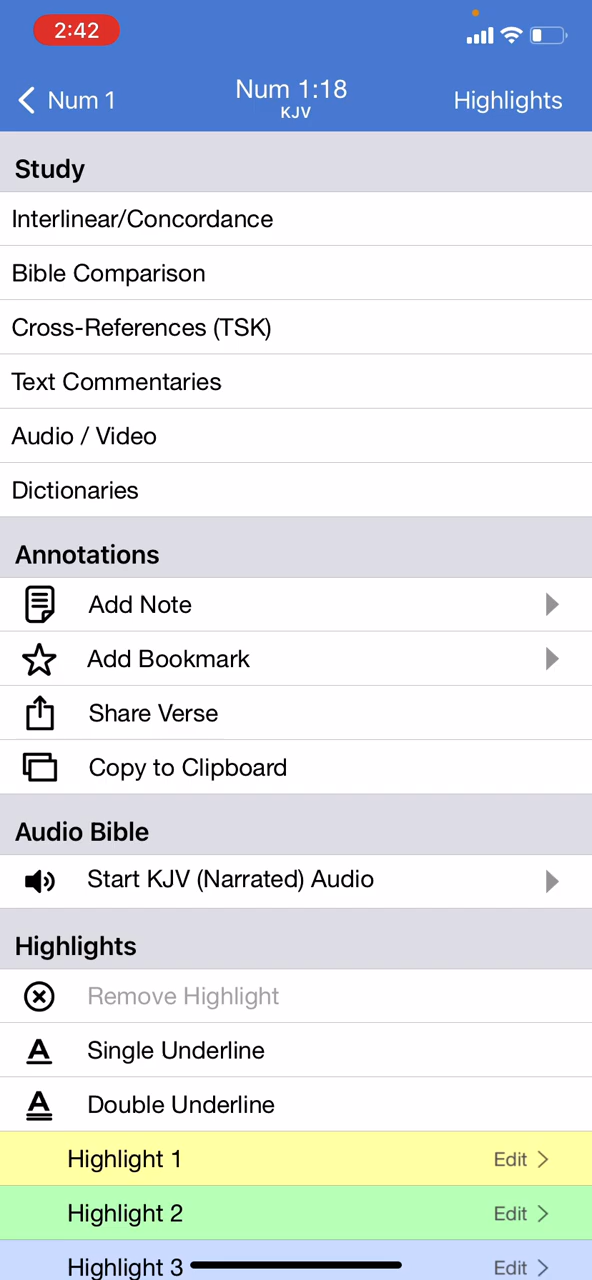 2:42
Num 1
Num 1:18
KJV
Highlights
Study
Interlinear/Concordance
Bible Comparison
Cross-References (TSK)
Text Commentaries
Audio / Video
Dictionaries
Annotations
Add Note
Add Bookmark
Share Verse
Copy to Clipboard
Audio Bible
Start KJV (Narrated) Audio
Highlights
Remove Highlight
A Single Underline
A Double Underline
Highlight 1 Edit
Highlight 2 Edit
Highlight 3 Edit